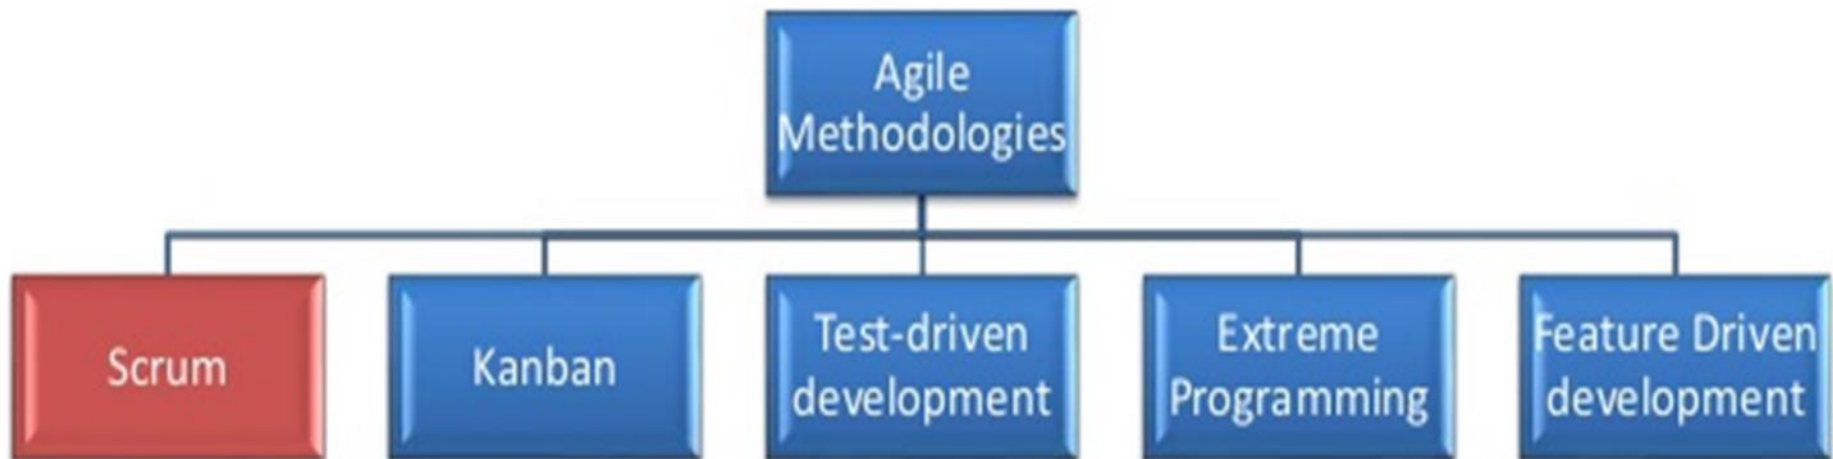 Agile
Methodologies
Scrum
Kanban
Test-driven
development
Extreme
Programming
Feature Driven
development